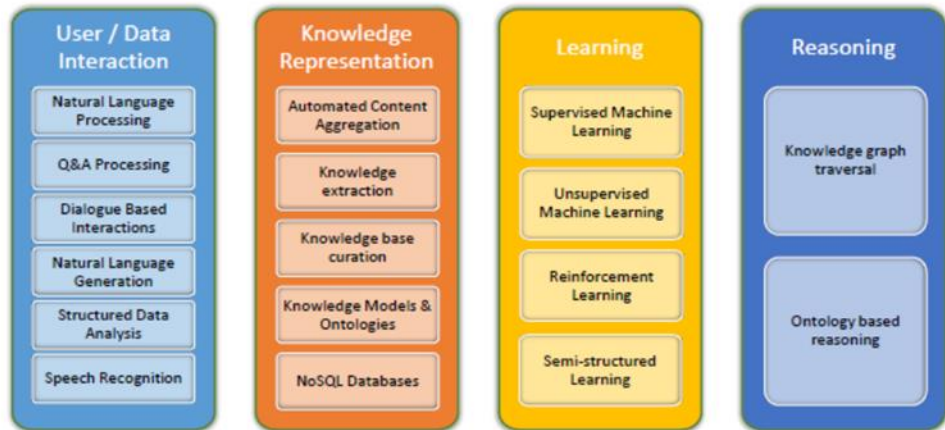 User / Data
Interaction
Natural Language
Processing
Q&A Processing
Dialogue Based
Interactions
Natural Language
Generation
Structured Data
Analysis
Speech Recognition
Knowledge
Representation
Automated Content
Aggregation
Knowledge
extraction
Knowledge base
curation
Knowledge Models &
Ontologies
NoSQL Databases
Learning
Supervised Machine
Learning
Unsupervised
Machine Learning
Reinforcement
Learning
Semi-structured
Learning
Reasoning
Knowledge graph
traversal
Ontology based
reasoning